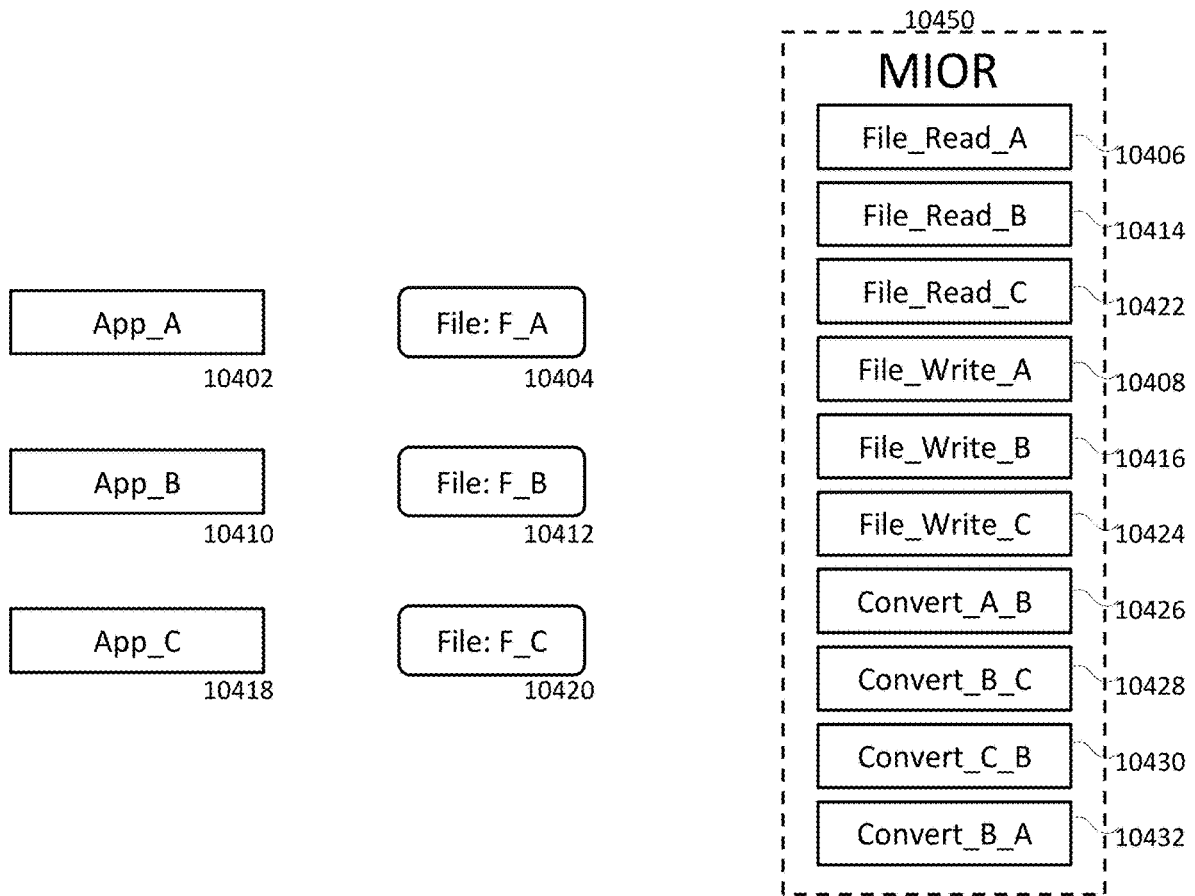 10450
MIOR
File_Read_A
10406
File_Read_B
10414
File_Read_C
10422
App_A
File: F_A
10402
10404
File_Write_A
10408
File_Write_B
10416
App_B
File: F_B
10410
10412
File_Write_C
10424
Convert_A_B
10426
App_C
File: F_C
10418
10420
Convert_B_C
10428
Convert_C_B
10430
Convert_B_A
10432